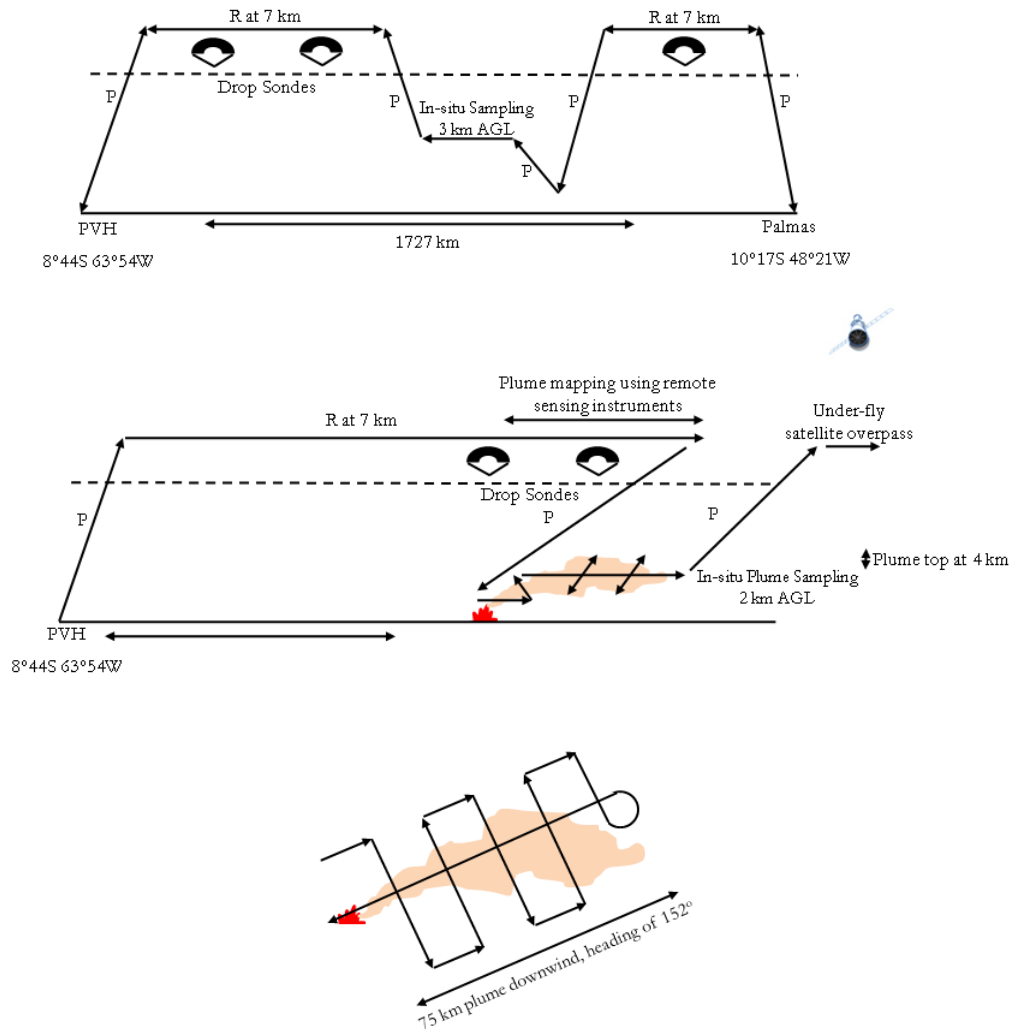 R at 7 km
R at 7 km
P
Drop Sondes
P
In-situ Sampling
3 km AGL
P
P
P
PVH
Palmas
1727 km
8°44S 63°54W
10°17S 48°21W
Plume mapping using remote
sensing instruments
R at 7 km
Under-fly
satellite overpass
Drop Sondes
P
P
P
Plume top at 4 km
In-situ Plume Sampling
2 km AGL
PVH
8°44S 63°54W
75 km plume downwind, heading of 152°